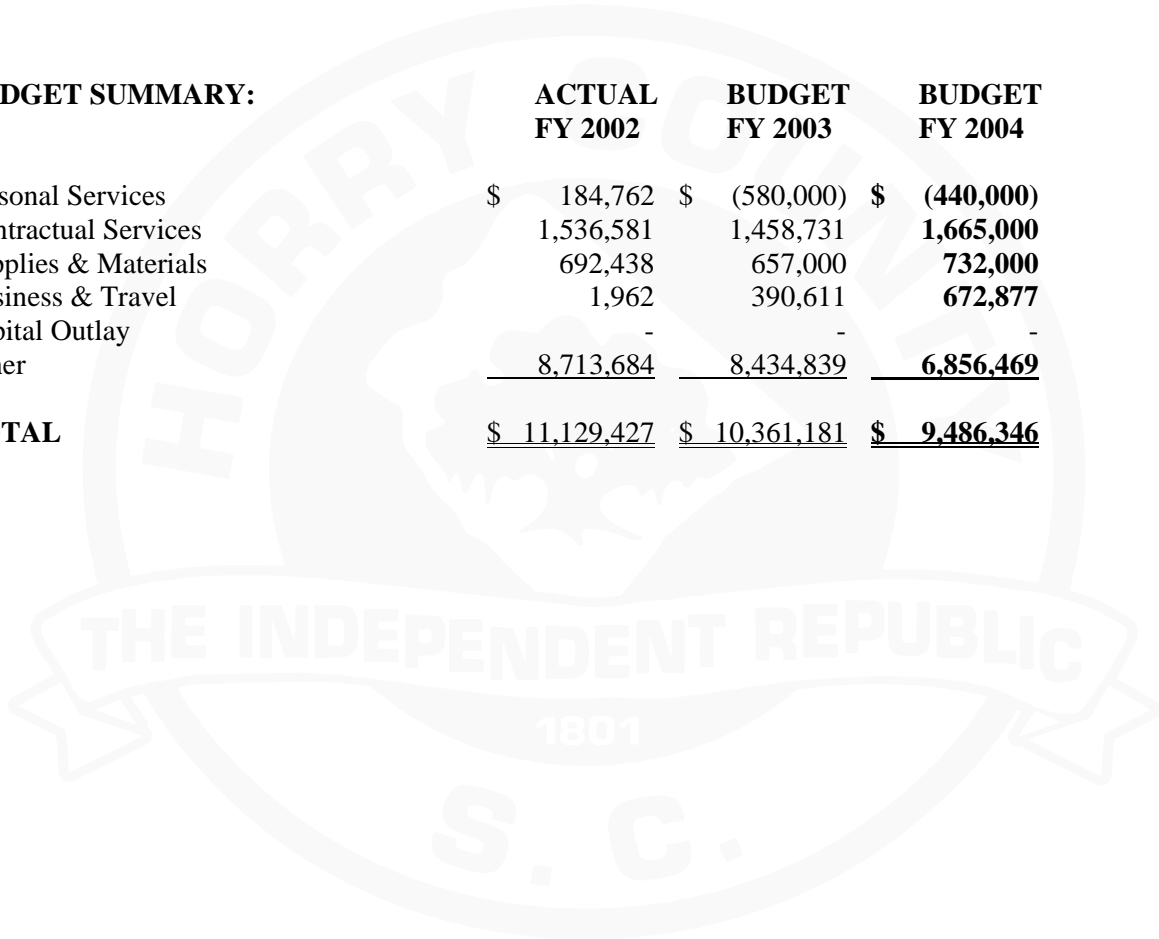 DGET SUMMARY: ACTUAL BUDGET BUDGET
FY 2002 FY 2003 FY 2004
sonal Services $ 184,762 $ (580,000) $ (440,000)
ntractual Services 1,536,581 1,458,731 1,665,000
pplies & Materials 692,438 657,000 732,000
siness & Travel 1,962 390,611 672,877
pital Outlay - - -
her 8,713,684 8,434,839 6,856,469
TAL $ 11,129,427 $ 10,361,181 $ 9,486,346
HORRY COUNTY
THE INDEPENDENT REPUBLIC
1801
S. C.